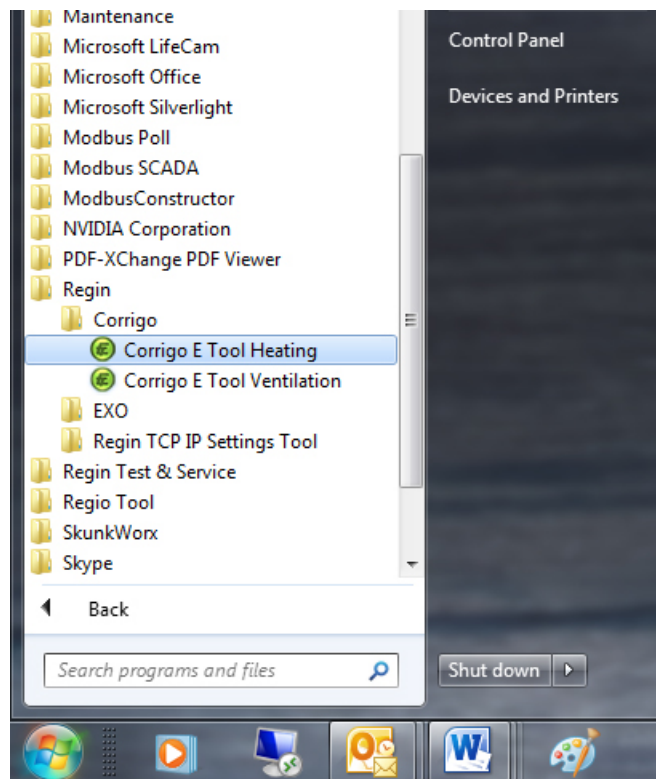 Maintenance
Microsoft LifeCam
Microsoft Office
Microsoft Silverlight
Modbus Poll
Modbus SCADA
ModbusConstructor
NVIDIA Corporation
PDF-XChange PDF Viewer
Regin
Corrigo
Corrigo E Tool Heating
Corrigo E Tool Ventilation
EXO
Regin TCP IP Settings Tool
Regin Test & Service
Regio Tool
SkunkWorx
Skype
Back
Search programs and files
Control Panel
Devices and Printers
Shut down